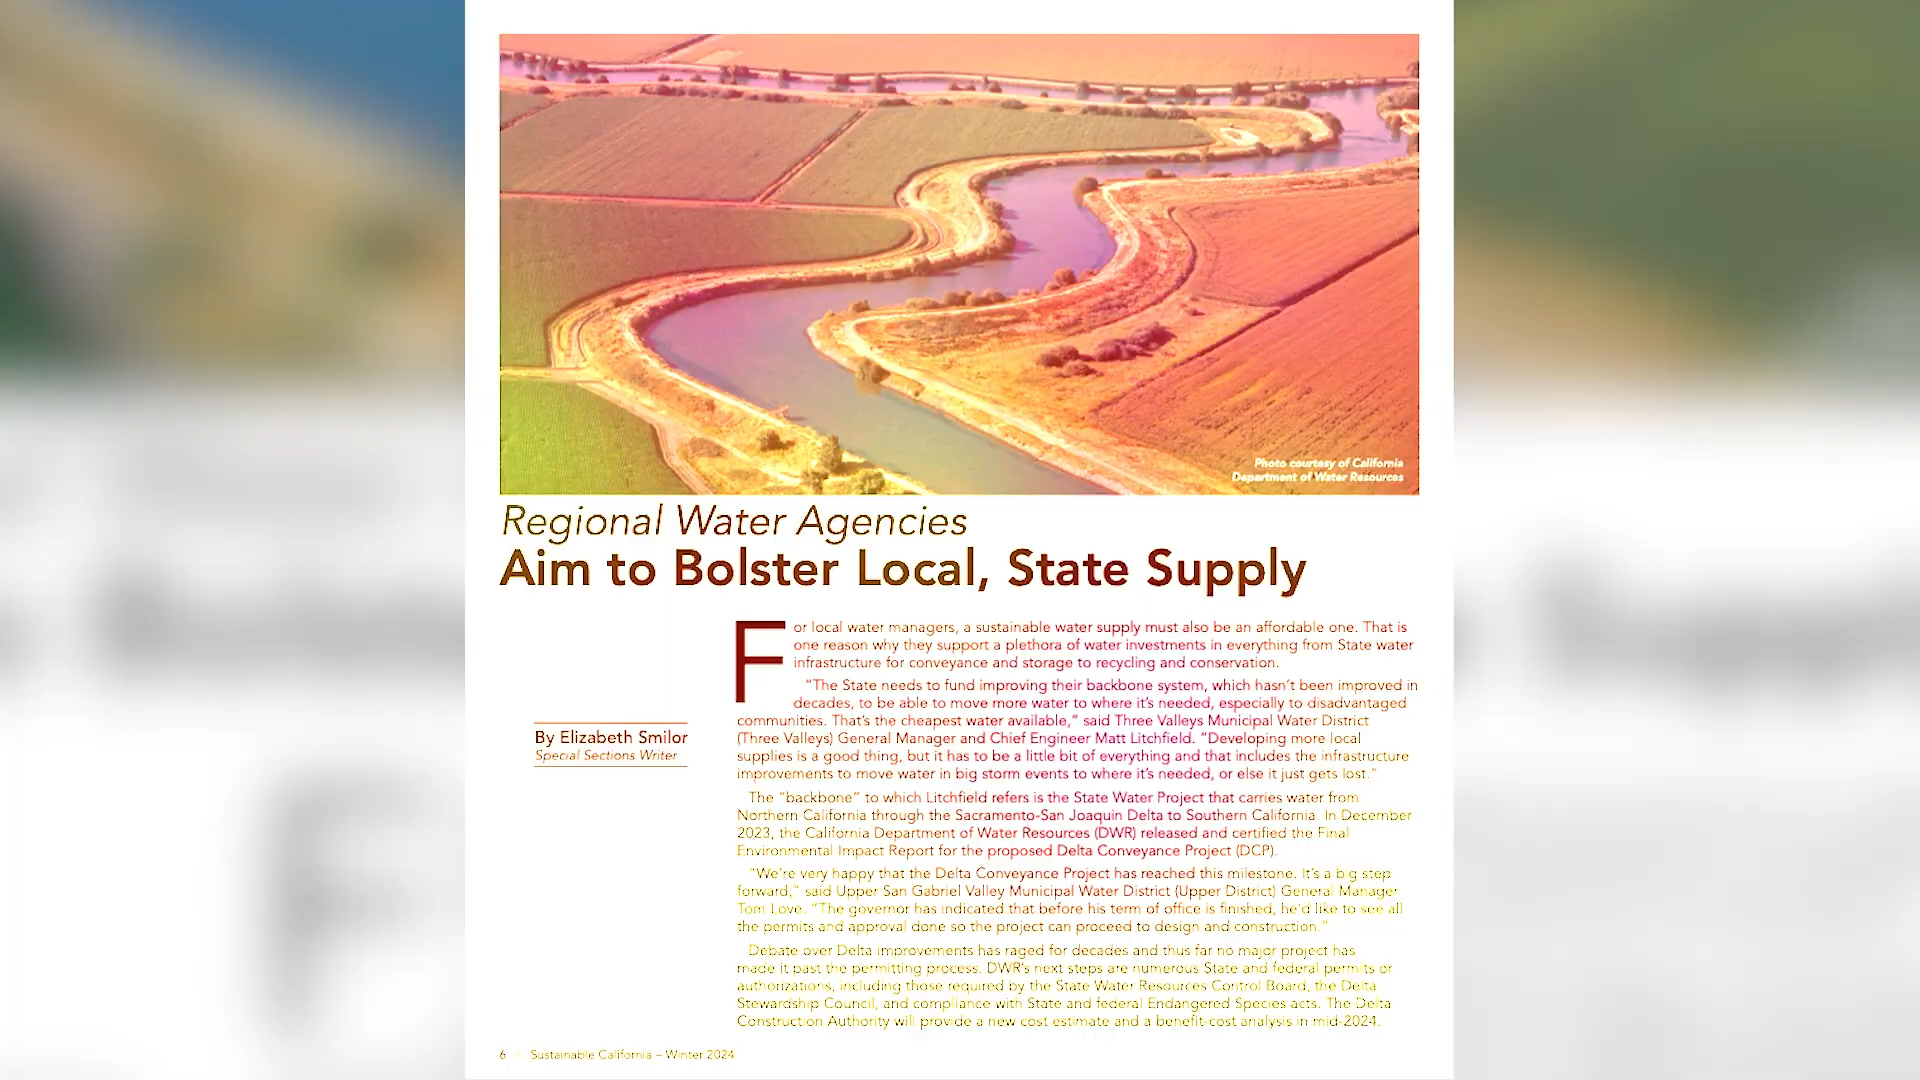 Photo courtesy of California
Department of Water Resources
Regional Water Agencies
Aim to Bolster Local, State Supply
By Elizabeth Smilor
Special Sections Writer
For local water managers, a sustainable water supply must also be an affordable one. That is
one reason why they support a plethora of water investments in everything from State water
infrastructure for conveyance and storage to recycling and conservation.
“The State needs to fund improving their backbone system, which hasn’t been improved in
decades, to be able to move more water to where it’s needed, especially to disadvantaged
communities. That’s the cheapest water available,” said Three Valleys Municipal Water District
(Three Valleys) General Manager and Chief Engineer Matt Litchfield. “Developing more local
supplies is a good thing, but it has to be a little bit of everything and that includes the infrastructure
improvements to move water in big storm events to where it’s needed, or else it just gets lost.”
The “backbone” to which Litchfield refers is the State Water Project that carries water from
Northern California through the Sacramento-San Joaquin Delta to Southern California. In December
2023, the California Department of Water Resources (DWR) released and certified the Final
Environmental Impact Report for the proposed Delta Conveyance Project (DCP).
“We’re very happy that the Delta Conveyance Project has reached this milestone. It’s a big step
forward,” said Upper San Gabriel Valley Municipal Water District (Upper District) General Manager
Tom Love. “The governor has indicated that before his term of office is finished, he’d like to see all
the permits and approval done so the project can proceed to design and construction.”
Debate over Delta improvements has raged for decades and thus far no major project has
made it past the permitting process. DWR’s next steps are numerous State and federal permits or
authorizations, including those required by the State Water Resources Control Board, the Delta
Stewardship Council, and compliance with State and federal Endangered Species acts. The Delta
Construction Authority will provide a new cost estimate and a benefit-cost analysis in mid-2024.
6 | Sustainable California – Winter 2024